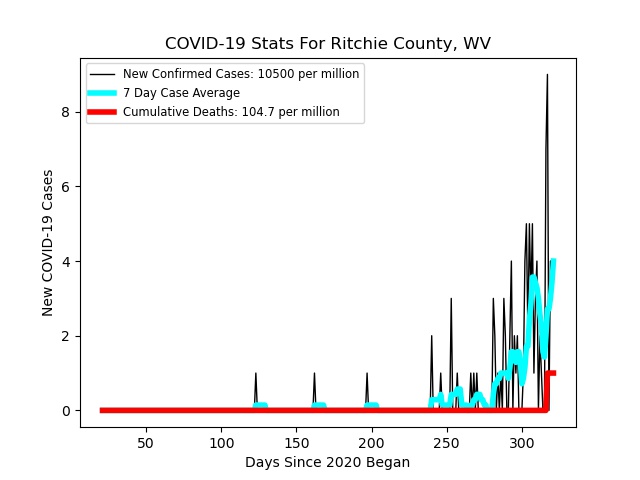 COVID-19 Stats For Ritchie County, WV
New Confirmed Cases: 10500 per million
7 Day Case Average
Cumulative Deaths: 104.7 per million
New COVID-19 Cases
8
6
4
2
0
50 100 150 200 250 300
Days Since 2020 Began